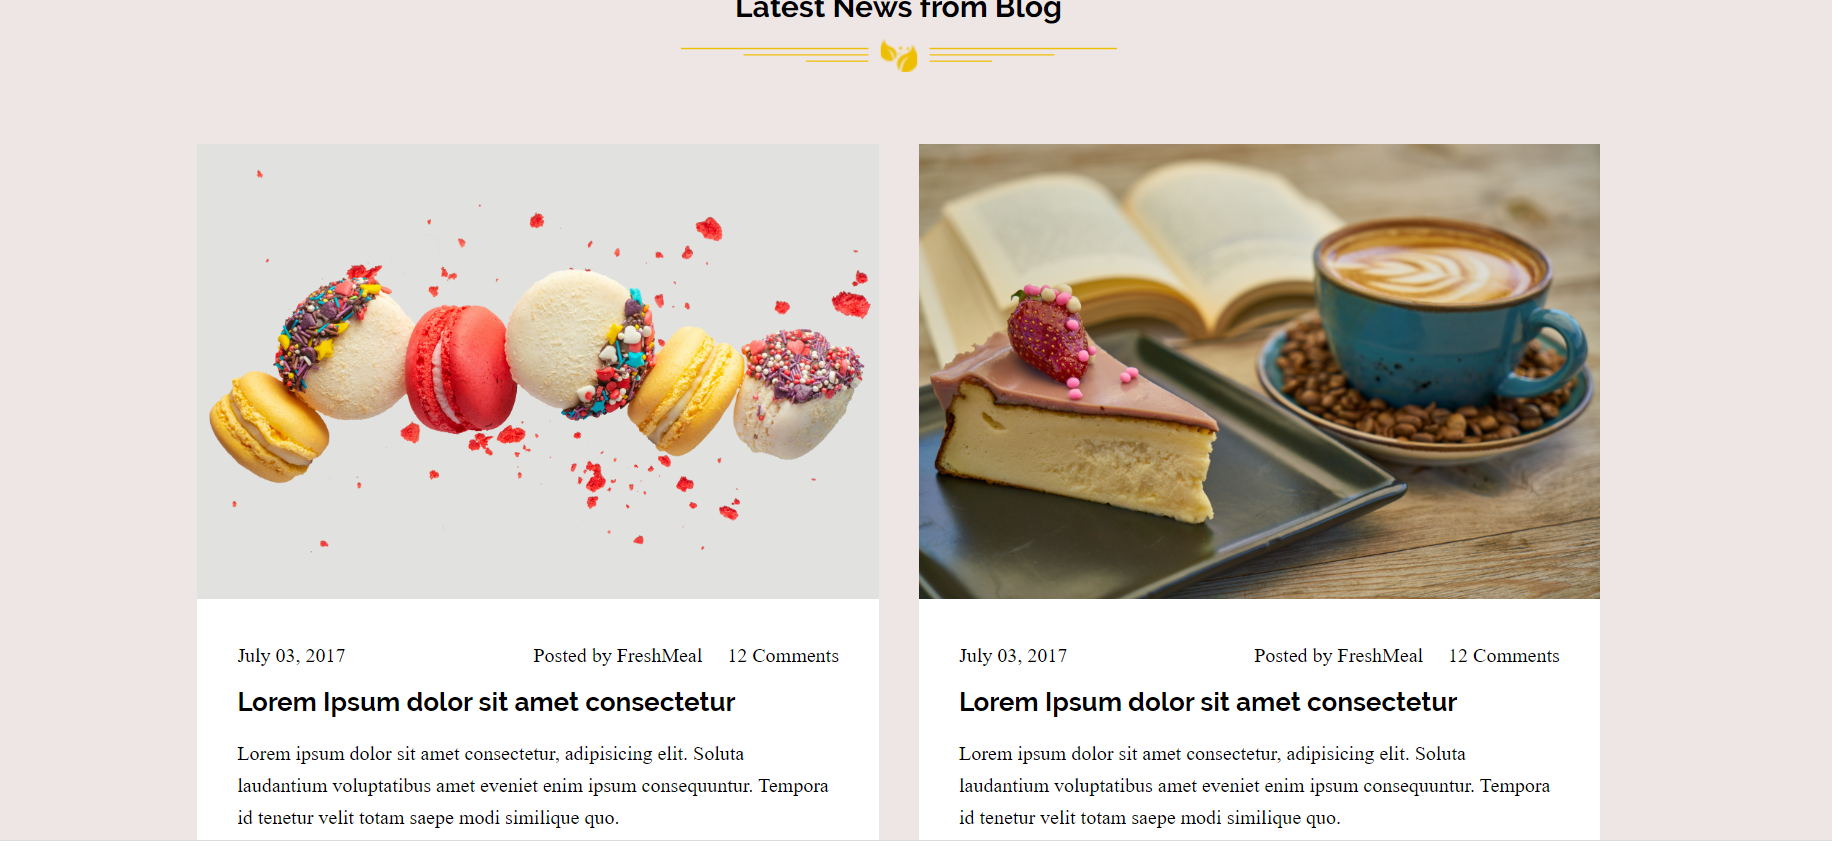 Latest News from Blog
July 03, 2017 Posted by FreshMeal 12 Comments
Lorem Ipsum dolor sit amet consectetur
Lorem ipsum dolor sit amet consectetur, adipisicing elit. Soluta
laudantium voluptatibus amet eveniet enim ipsum consequuntur. Tempora
id tenetur velit totam saepe modi similique quo.
July 03, 2017 Posted by FreshMeal 12 Comments
Lorem Ipsum dolor sit amet consectetur
Lorem ipsum dolor sit amet consectetur, adipisicing elit. Soluta
laudantium voluptatibus amet eveniet enim ipsum consequuntur. Tempora
id tenetur velit totam saepe modi similique quo.